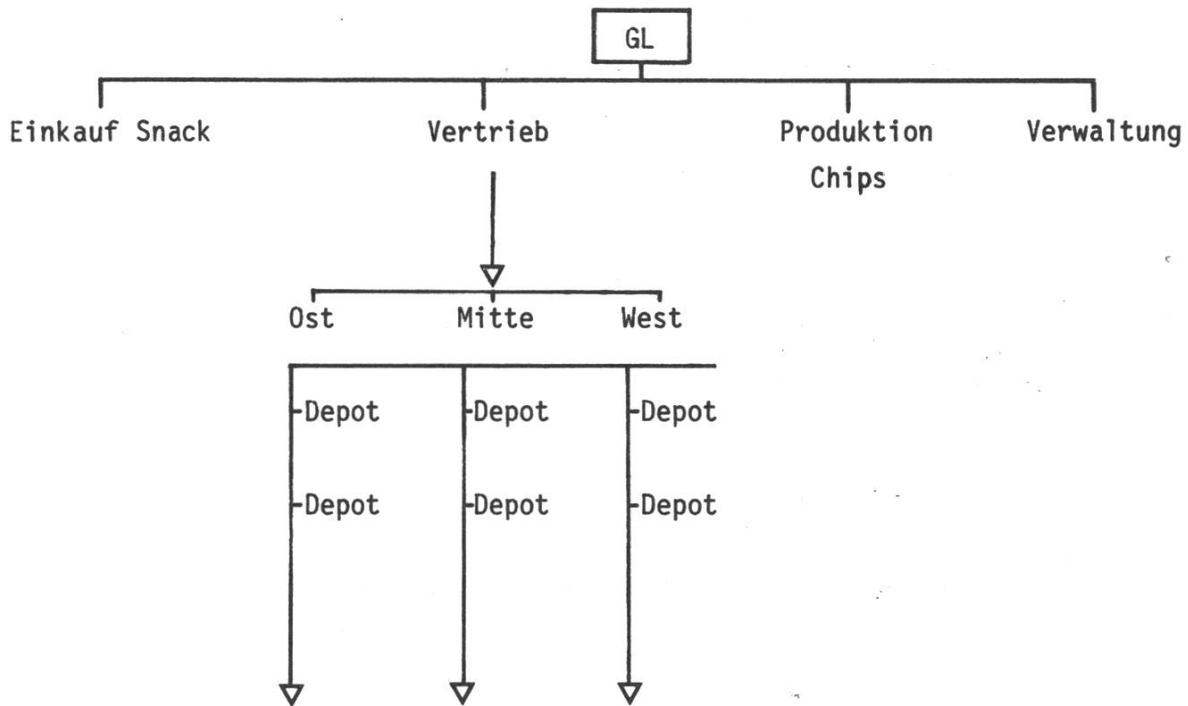 GL
Einkauf Snack Vertrieb Produktion Verwaltung
Chips
Ost Mitte West
-Depot -Depot -Depot
-Depot -Depot -Depot